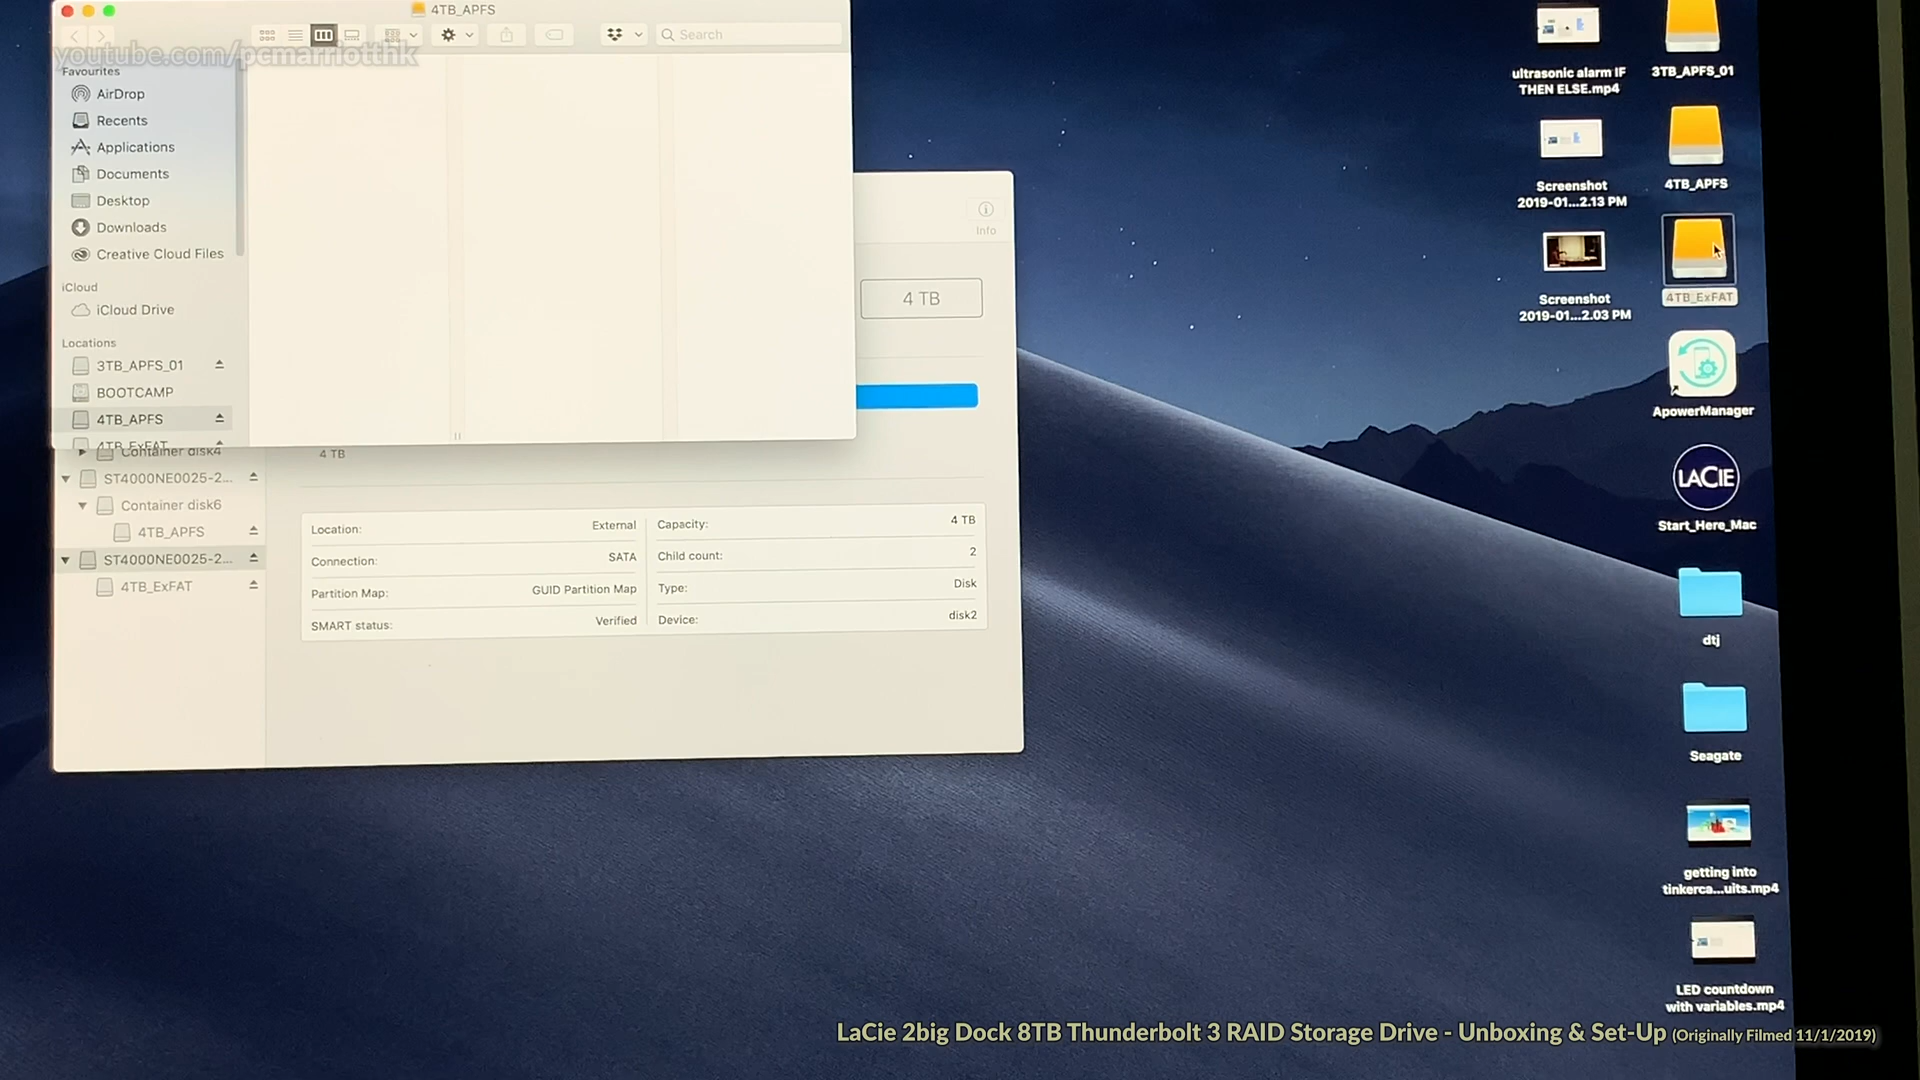 4TB_APFS
Search
youtube.com/pcmarriotthk
Favourites
AirDrop
Recents
Applications
Documents
Desktop
Downloads
Creative Cloud Files
iCloud
iCloud Drive
Locations
3TB_APFS_01
BOOTCAMP
4TB_APFS
4TB_ExFAT
Container disk4
ST4000NE0025-2...
Container disk6
4TB_APFS
ST4000NE0025-2...
4TB_ExFAT
Info
4 TB
4 TB
Location: External
Connection: SATA
Partition Map: GUID Partition Map
SMART status: Verified
Capacity: 4 TB
Child count: 2
Type: Disk
Device: disk2
ultrasonic alarm IF
THEN ELSE.mp4
Screenshot
2019-01...2.13 PM
Screenshot
2019-01...2.03 PM
3TB_APFS_01
4TB_APFS
4TB_ExFAT
ApowerManager
LACIE
Start_Here_Mac
dtj
Seagate
getting into
tinkerca...uits.mp4
LED countdown
with variables.mp4
LaCie 2big Dock 8TB Thunderbolt 3 RAID Storage Drive - Unboxing & Set-Up (Originally Filmed 11/1/2019)